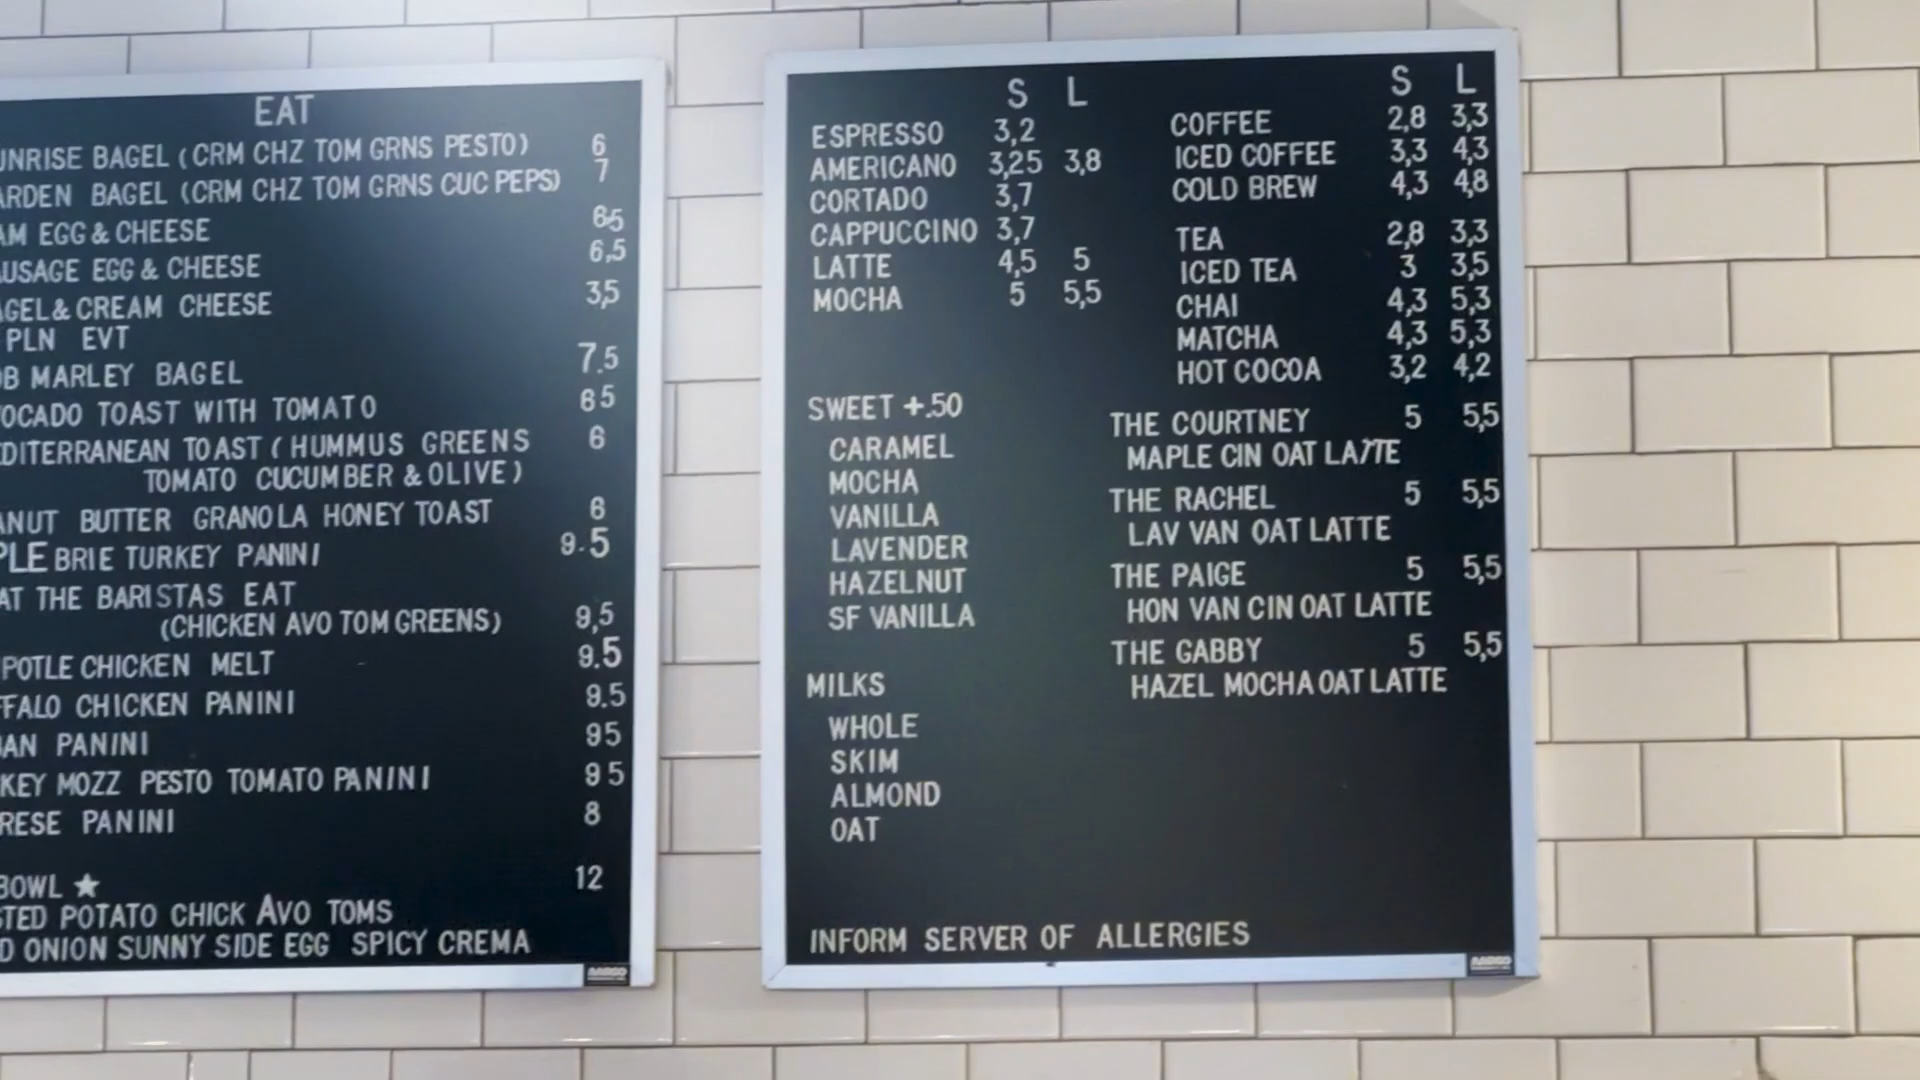 EAT
UNRISE BAGEL (CRM CHZ TOM GRNS PESTO) 6
ARDEN BAGEL (CRM CHZ TOM GRNS CUC PEPS) 7
AM EGG & CHEESE 65
AUSAGE EGG & CHEESE 6,5
AGEL & CREAM CHEESE 3,5
PLN EVT
OB MARLEY BAGEL 7.5
OCADO TOAST WITH TOMATO 65
DITERRANEAN TOAST (HUMMUS GREENS 6
TOMATO CUCUMBER & OLIVE)
ANUT BUTTER GRANOLA HONEY TOAST 6
PLE BRIE TURKEY PANINI 9.5
AT THE BARISTAS EAT
(CHICKEN AVO TOM GREENS) 9,5
POTLE CHICKEN MELT 9.5
FFALO CHICKEN PANINI 9.5
BAN PANINI 95
KEY MOZZ PESTO TOMATO PANINI 95
RESE PANINI 8
BOWL ★ 12
STED POTATO CHICK AVO TOMS
D ONION SUNNY SIDE EGG SPICY CREMA
S L
ESPRESSO 3,2
AMERICANO 3,25 3,8
CORTADO 3,7
CAPPUCCINO 3,7
LATTE 4,5 5
MOCHA 5 5,5
SWEET +.50
CARAMEL
MOCHA
VANILLA
LAVENDER
HAZELNUT
SF VANILLA
MILKS
WHOLE
SKIM
ALMOND
OAT
S L
COFFEE 2,8 3,3
ICED COFFEE 3,3 4,3
COLD BREW 4,3 4,8
TEA 2,8 3,3
ICED TEA 3 3,5
CHAI 4,3 5,3
MATCHA 4,3 5,3
HOT COCOA 3,2 4,2
THE COURTNEY 5 5,5
MAPLE CIN OAT LATTE
THE RACHEL 5 5,5
LAV VAN OAT LATTE
THE PAIGE 5 5,5
HON VAN CIN OAT LATTE
THE GABBY 5 5,5
HAZEL MOCHA OAT LATTE
INFORM SERVER OF ALLERGIES